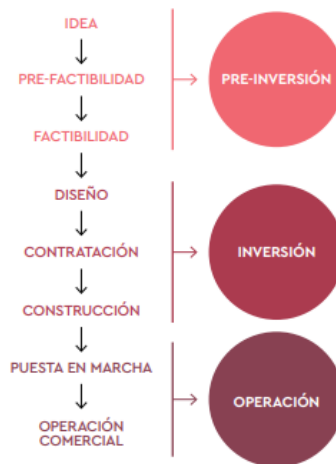 IDEA
PRE-FACTIBILIDAD
FACTIBILIDAD
PRE-INVERSIÓN
DISEÑO
CONTRATACIÓN
CONSTRUCCIÓN
INVERSIÓN
PUESTA EN MARCHA
OPERACIÓN
COMERCIAL
OPERACIÓN